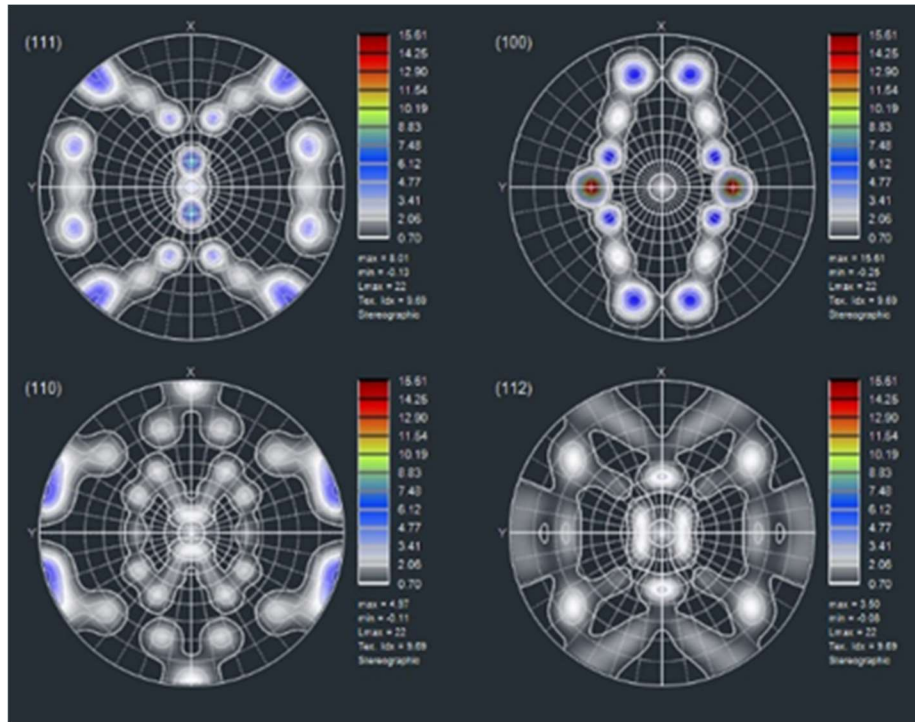 X
(111)
Y
15.61
14.25
12.90
11.54
10.19
8.83
7.48
6.12
4.77
3.41
2.06
0.70
max = 8.01
min = -0.13
Lmax = 22
Tex. Idx = 9.69
Stereographic
X
(100)
Y
15.61
14.25
12.90
11.54
10.19
8.83
7.48
6.12
4.77
3.41
2.06
0.70
max = 15.61
min = -0.25
Lmax = 22
Tex. Idx = 9.69
Stereographic
X
(110)
Y
15.61
14.25
12.90
11.54
10.19
8.83
7.48
6.12
4.77
3.41
2.06
0.70
max = 4.97
min = -0.11
Lmax = 22
Tex. Idx = 9.69
Stereographic
X
(112)
Y
15.61
14.25
12.90
11.54
10.19
8.83
7.48
6.12
4.77
3.41
2.06
0.70
max = 3.50
min = -0.08
Lmax = 22
Tex. Idx = 9.69
Stereographic